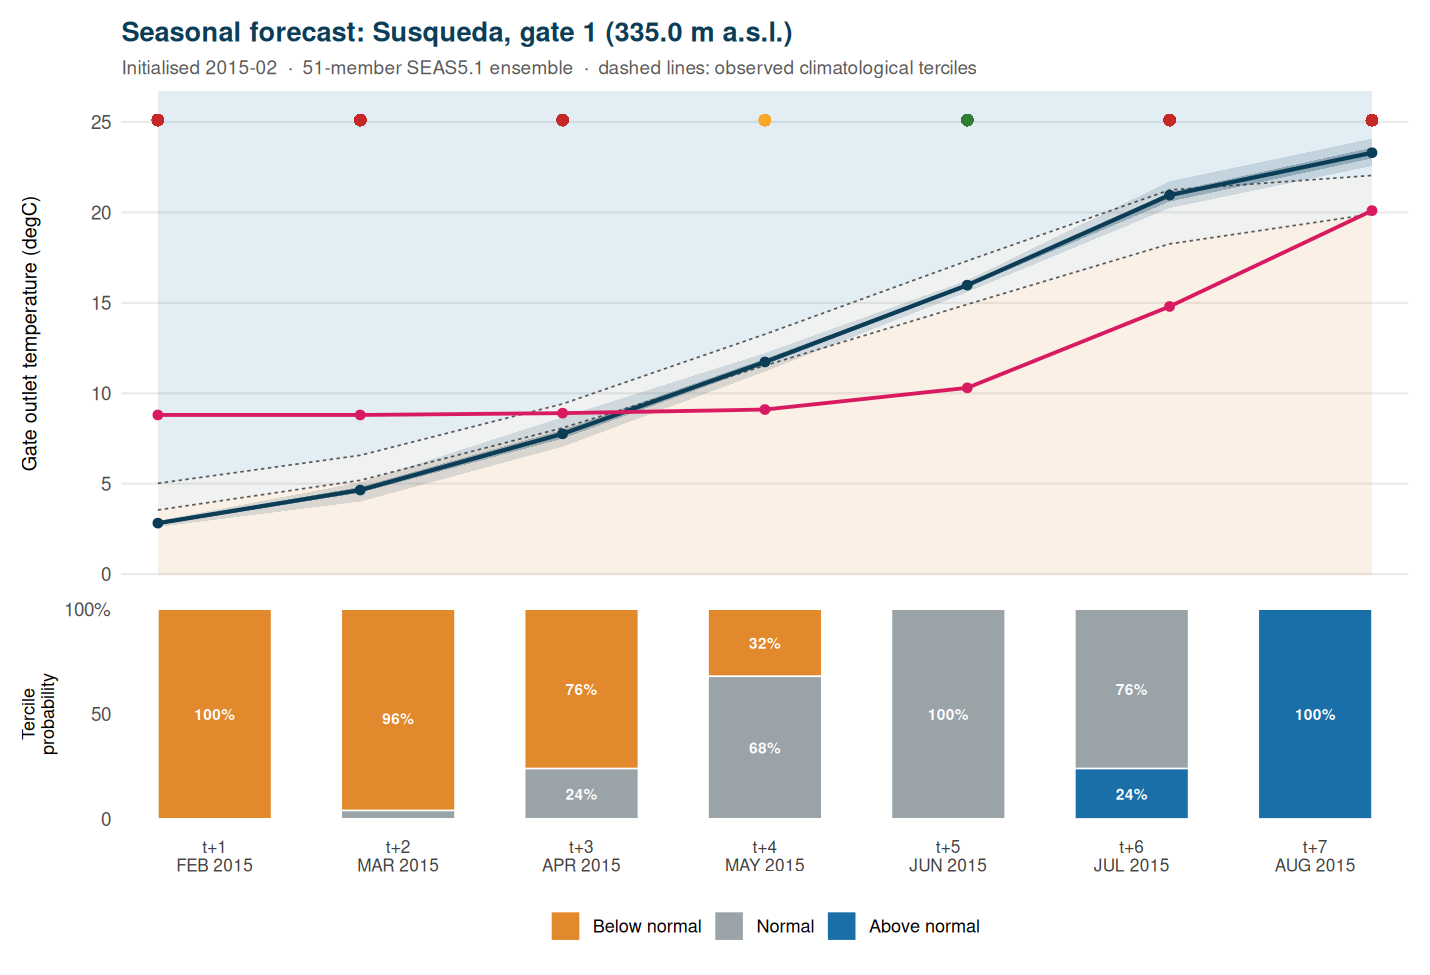 Seasonal forecast: Susqueda, gate 1 (335.0 m a.s.l.)
Initialised 2015-02 · 51-member SEAS5.1 ensemble · dashed lines: observed climatological terciles
Gate outlet temperature (degC)
25
20
15
10
5
0
Tercile
probability
100%
50
0
100%
96%
76%
24%
32%
68%
100%
76%
24%
100%
t+1
FEB 2015
t+2
MAR 2015
t+3
APR 2015
t+4
MAY 2015
t+5
JUN 2015
t+6
JUL 2015
t+7
AUG 2015
Below normal
Normal
Above normal